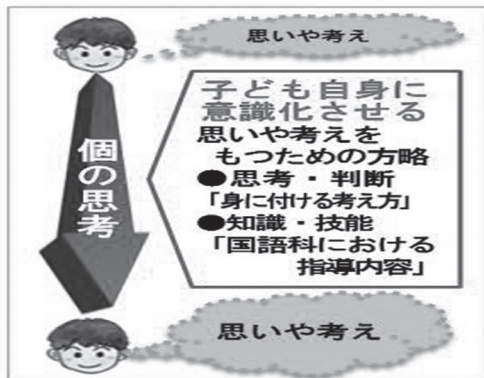 思いや考え
子ども自身に
意識化させる
思いや考えを
もつための方略
●思考・判断
「身に付ける考え方」
●知識・技能
「国語科における
指導内容」
個の思考
思いや考え